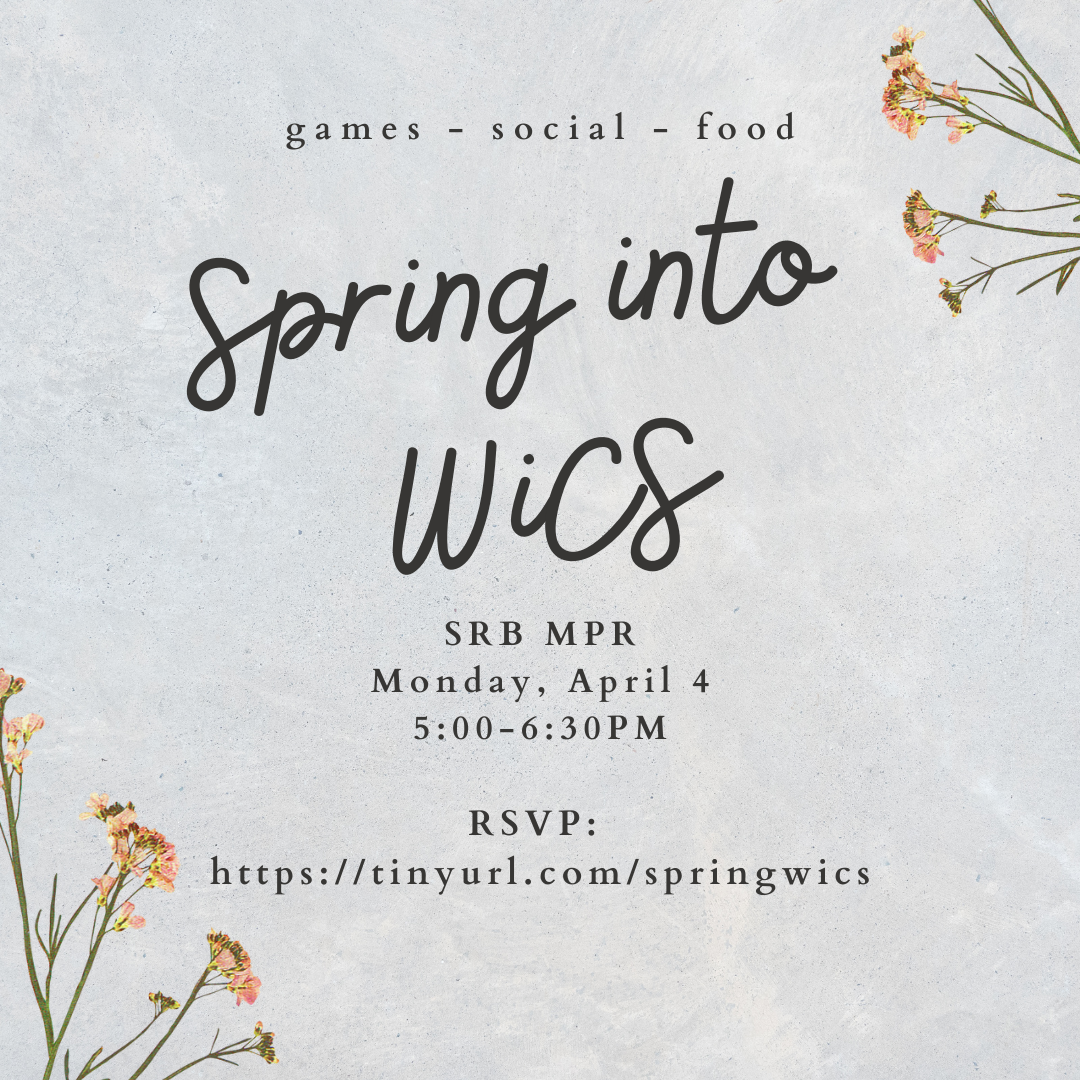 games - social - food
Spring into
WiCS
SRB MPR
Monday, April 4
5:00-6:30PM
RSVP:
https://tinyurl.com/springwics